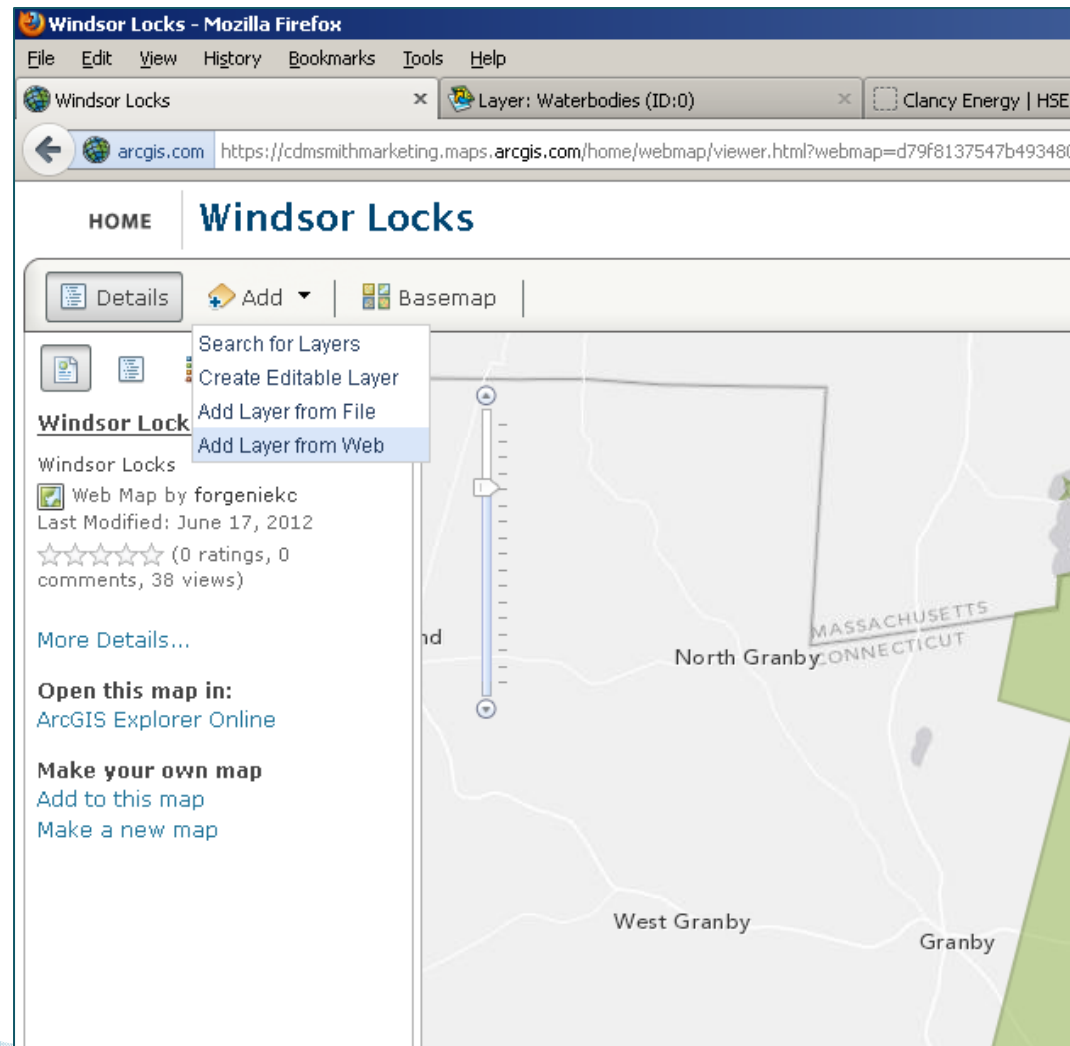 Windsor Locks - Mozilla Firefox
File Edit View History Bookmarks Tools Help
Windsor Locks × Layer: Waterbodies (ID:0) × Clancy Energy | HSE
arcgis.com https://cdmsmithmarketing.maps.arcgis.com/home/webmap/viewer.html?webmap=d79f8137547b493480
HOME Windsor Locks
Details Add Basemap
Search for Layers
Create Editable Layer
Add Layer from File
Add Layer from Web
Windsor Lock
Windsor Locks
Web Map by forgeniekc
Last Modified: June 17, 2012
(0 ratings, 0
comments, 38 views)
More Details...
Open this map in:
ArcGIS Explorer Online
Make your own map
Add to this map
Make a new map
nd
MASSACHUSETTS
North Granby
CONNECTICUT
West Granby
Granby